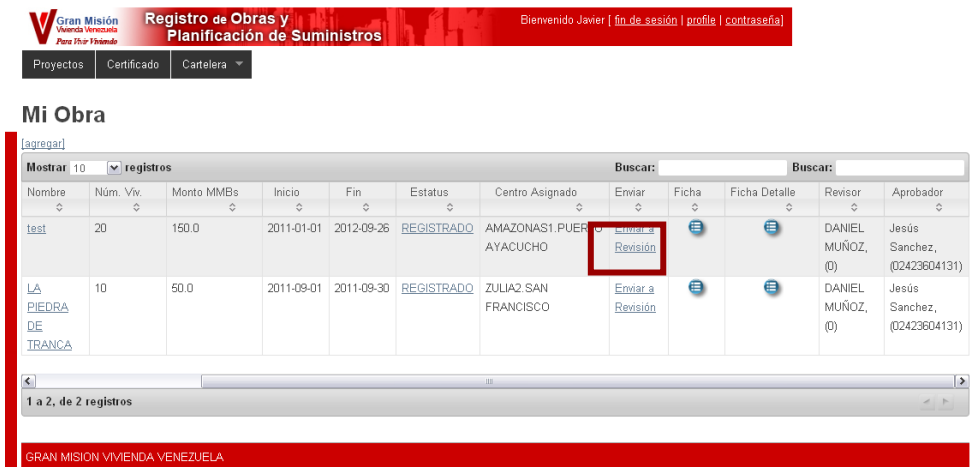 Gran Misión
Vivienda Venezuela
Para Vivir Viviendo
Registro de Obras y
Planificación de Suministros
Bienvenido Javier [ fin de sesión | profile | contraseña]
Proyectos Certificado Cartelera
Mi Obra
[agregar]
Mostrar 10 registros Buscar: Buscar:
Nombre Núm. Viv. Monto MMBs Inicio Fin Estatus Centro Asignado Enviar Ficha Ficha Detalle Revisor Aprobador
test 20 150.0 2011-01-01 2012-09-26 REGISTRADO AMAZONAS1.PUERTO Enviar a DANIEL Jesús
AYACUCHO Revisión MUÑOZ, Sanchez,
(0) (02423604131)
LA 10 50.0 2011-09-01 2011-09-30 REGISTRADO ZULIA2.SAN Enviar a DANIEL Jesús
PIEDRA FRANCISCO Revisión MUÑOZ, Sanchez,
DE (0) (02423604131)
TRANCA
1 a 2, de 2 registros
GRAN MISION VIVIENDA VENEZUELA